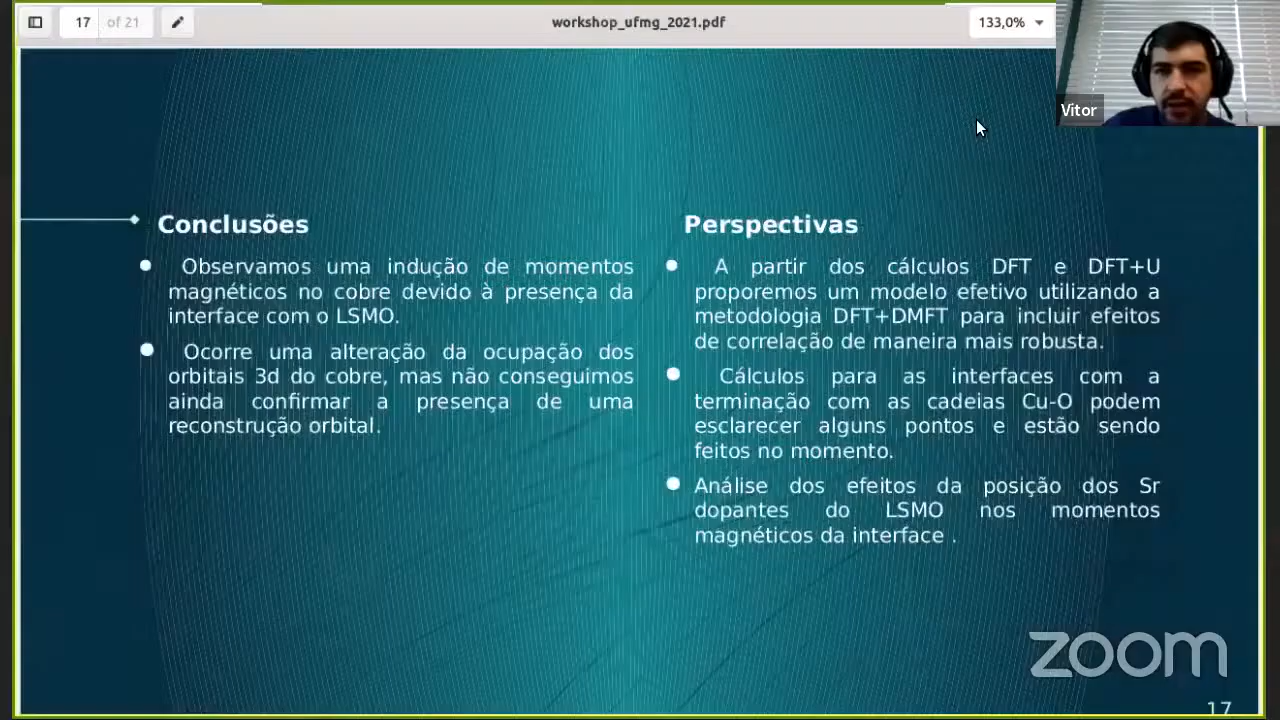 17 of 21
workshop_ufmg_2021.pdf
133,0%
Vitor
Conclusões
Observamos uma indução de momentos
magnéticos no cobre devido à presença da
interface com o LSMO.
Ocorre uma alteração da ocupação dos
orbitais 3d do cobre, mas não conseguimos
ainda confirmar a presença de uma
reconstrução orbital.
Perspectivas
A partir dos cálculos DFT e DFT+U
proporemos um modelo efetivo utilizando a
metodologia DFT+DMFT para incluir efeitos
de correlação de maneira mais robusta.
Cálculos para as interfaces com a
terminação com as cadeias Cu-O podem
esclarecer alguns pontos e estão sendo
feitos no momento.
Análise dos efeitos da posição dos Sr
dopantes do LSMO nos momentos
magnéticos da interface .
zoom
17